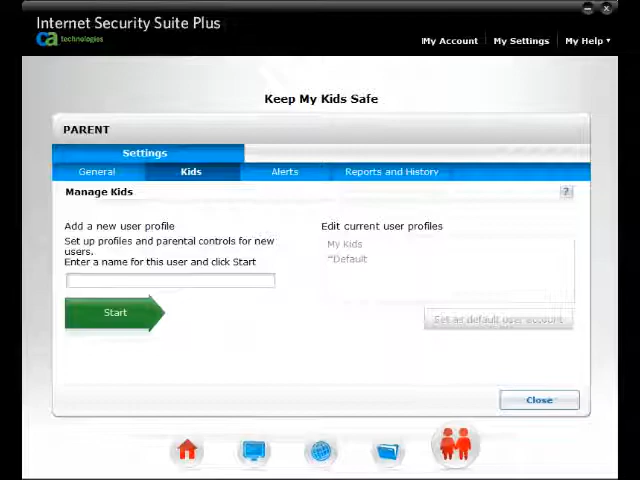 Internet Security Suite Plus
ca technologies
My Account
My Settings
My Help
Keep My Kids Safe
PARENT
Settings
General
Kids
Alerts
Reports and History
Manage Kids
?
Add a new user profile
Edit current user profiles
Set up profiles and parental controls for new
users.
Enter a name for this user and click Start
My Kids
*Default
Start
Set as default user account
Close